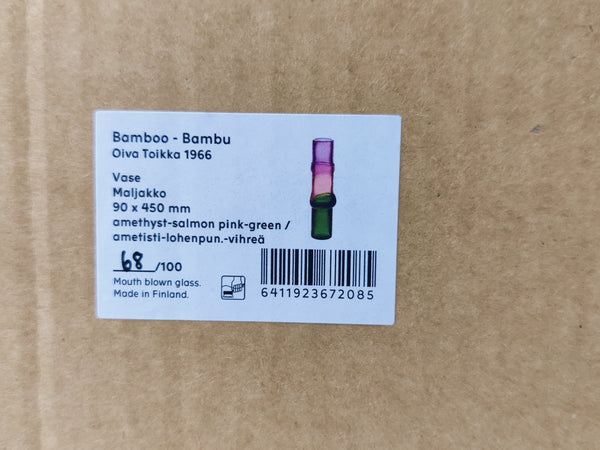 Bamboo - Bambu
Oiva Toikka 1966
Vase
Maljakko
90 x 450 mm
amethyst-salmon pink-green /
ametisti-lohenpun.-vihreä
68/100
Mouth blown glass.
Made in Finland.
6411923672085